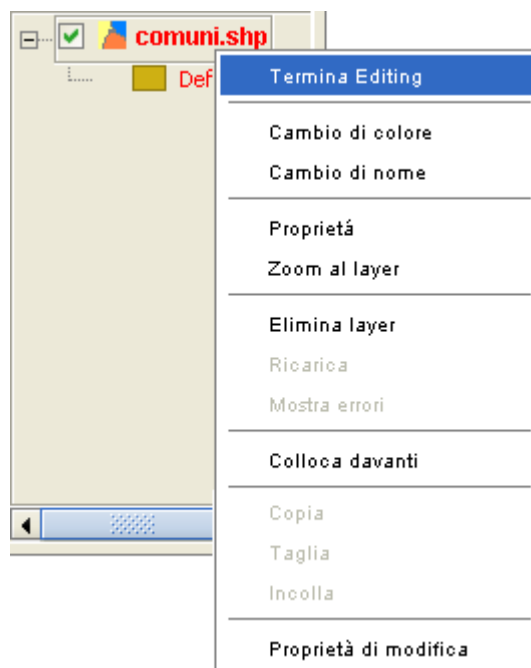 comuni.shp
Def
Termina Editing
Cambio di colore
Cambio di nome
Proprietá
Zoom al layer
Elimina layer
Ricarica
Mostra errori
Colloca davanti
Copia
Taglia
Incolla
Proprietà di modifica